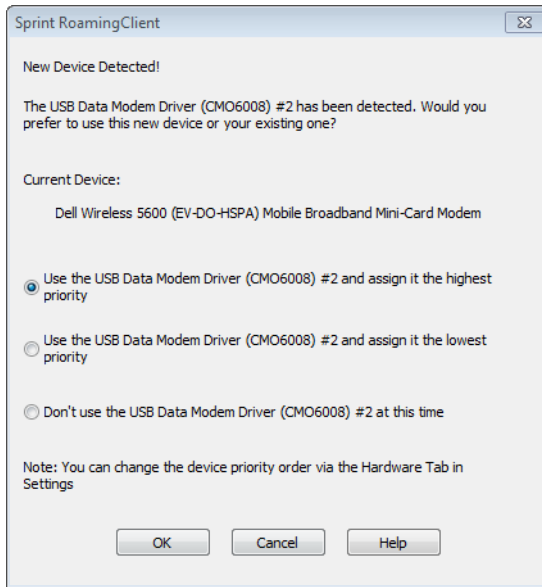 Sprint RoamingClient
New Device Detected!
The USB Data Modem Driver (CMO6008) #2 has been detected. Would you
prefer to use this new device or your existing one?
Current Device:
Dell Wireless 5600 (EV-DO-HSPA) Mobile Broadband Mini-Card Modem
Use the USB Data Modem Driver (CMO6008) #2 and assign it the highest
priority
Use the USB Data Modem Driver (CMO6008) #2 and assign it the lowest
priority
Don't use the USB Data Modem Driver (CMO6008) #2 at this time
Note: You can change the device priority order via the Hardware Tab in
Settings
OK Cancel Help